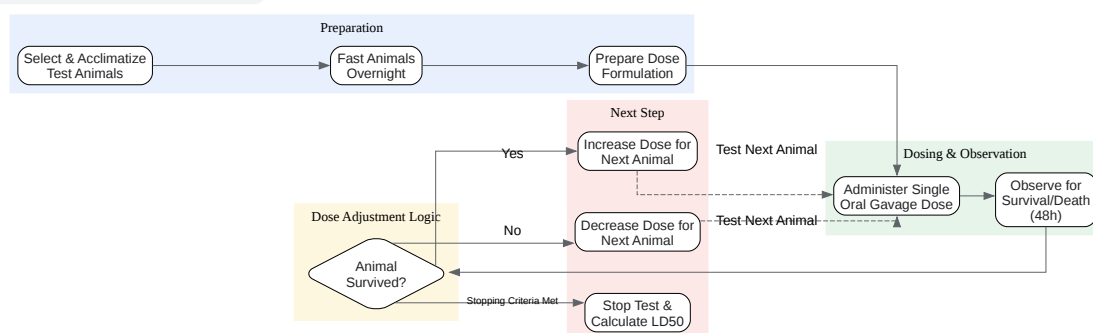 Preparation
Select & Acclimatize
Test Animals
Fast Animals
Overnight
Prepare Dose
Formulation
Next Step
Increase Dose for
Next Animal
Yes
Test Next Animal
Dosing & Observation
Administer Single
Oral Gavage Dose
Observe for
Survival/Death
(48h)
Dose Adjustment Logic
Animal
Survived?
No
Decrease Dose for
Next Animal
Test Next Animal
Stopping Criteria Met
Stop Test &
Calculate LD50